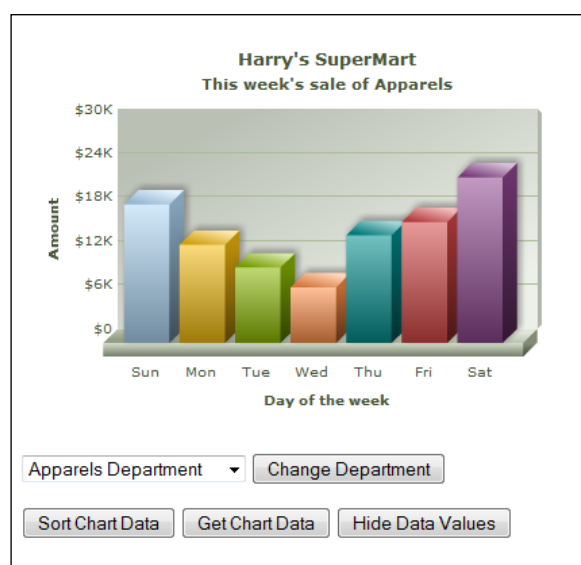 Harry's SuperMart
This week's sale of Apparels
$30K
$24K
$18K
$12K
$6K
$0
Amount
Sun Mon Tue Wed Thu Fri Sat
Day of the week
Apparels Department Change Department
Sort Chart Data Get Chart Data Hide Data Values